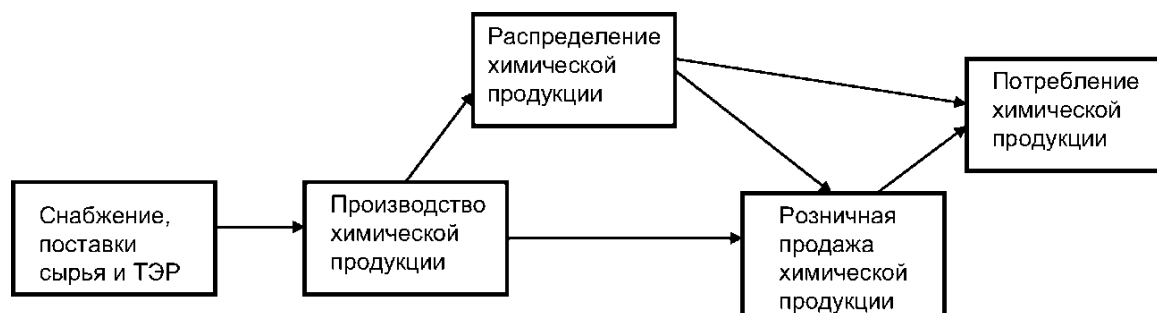 Снабжение,
поставки
сырья и ТЭР
Производство
химической
продукции
Распределение
химической
продукции
Розничная
продажа
химической
продукции
Потребление
химической
продукции